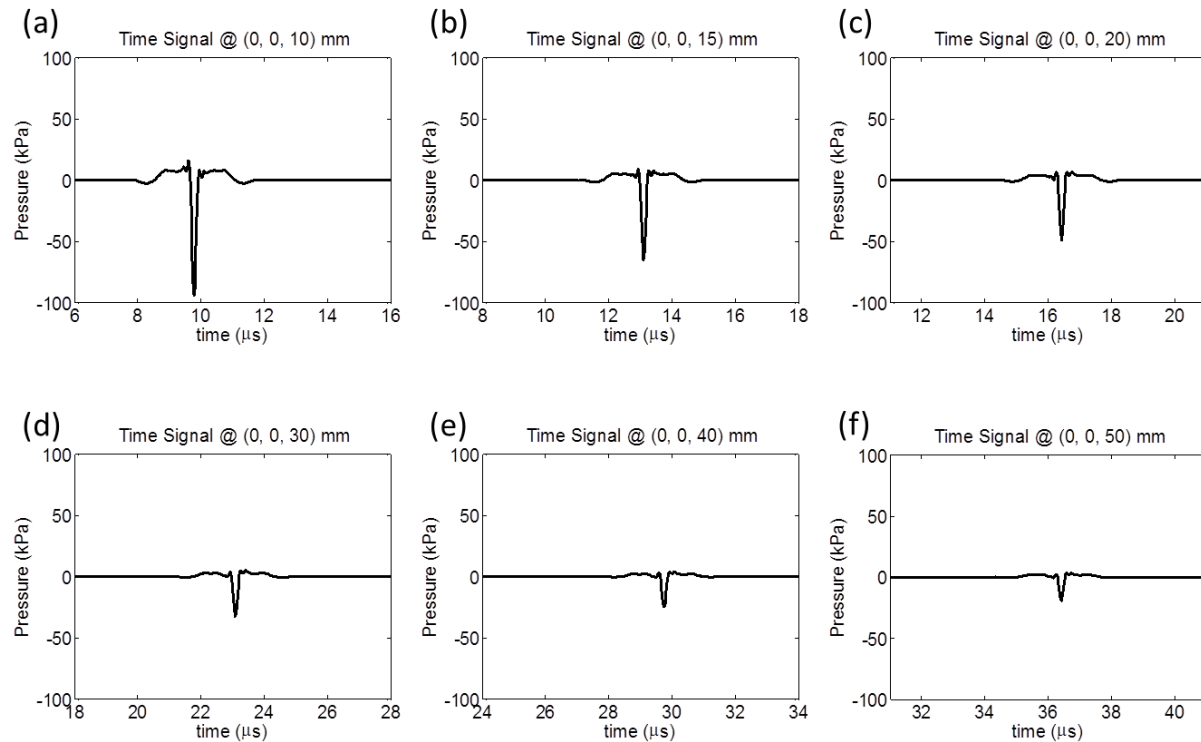 (a)
Time Signal @ (0, 0, 10) mm
100
50
0
-50
-100
Pressure (kPa)
6 8 10 12 14 16
time (μs)
(b)
Time Signal @ (0, 0, 15) mm
100
50
0
-50
-100
Pressure (kPa)
8 10 12 14 16 18
time (μs)
(c)
Time Signal @ (0, 0, 20) mm
100
50
0
-50
-100
Pressure (kPa)
12 14 16 18 20
time (μs)
(d)
Time Signal @ (0, 0, 30) mm
100
50
0
-50
-100
Pressure (kPa)
18 20 22 24 26 28
time (μs)
(e)
Time Signal @ (0, 0, 40) mm
100
50
0
-50
-100
Pressure (kPa)
24 26 28 30 32 34
time (μs)
(f)
Time Signal @ (0, 0, 50) mm
100
50
0
-50
-100
Pressure (kPa)
32 34 36 38 40
time (μs)